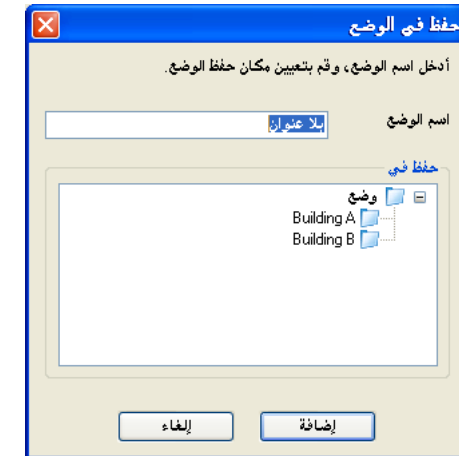 حفظ في الوضع
أدخل اسم الوضع، وقم بتعيين مكان حفظ الوضع.
اسم الوضع
بلا عنوان
حفظ في
وضع
Building A
Building B
إضافة
إلغاء